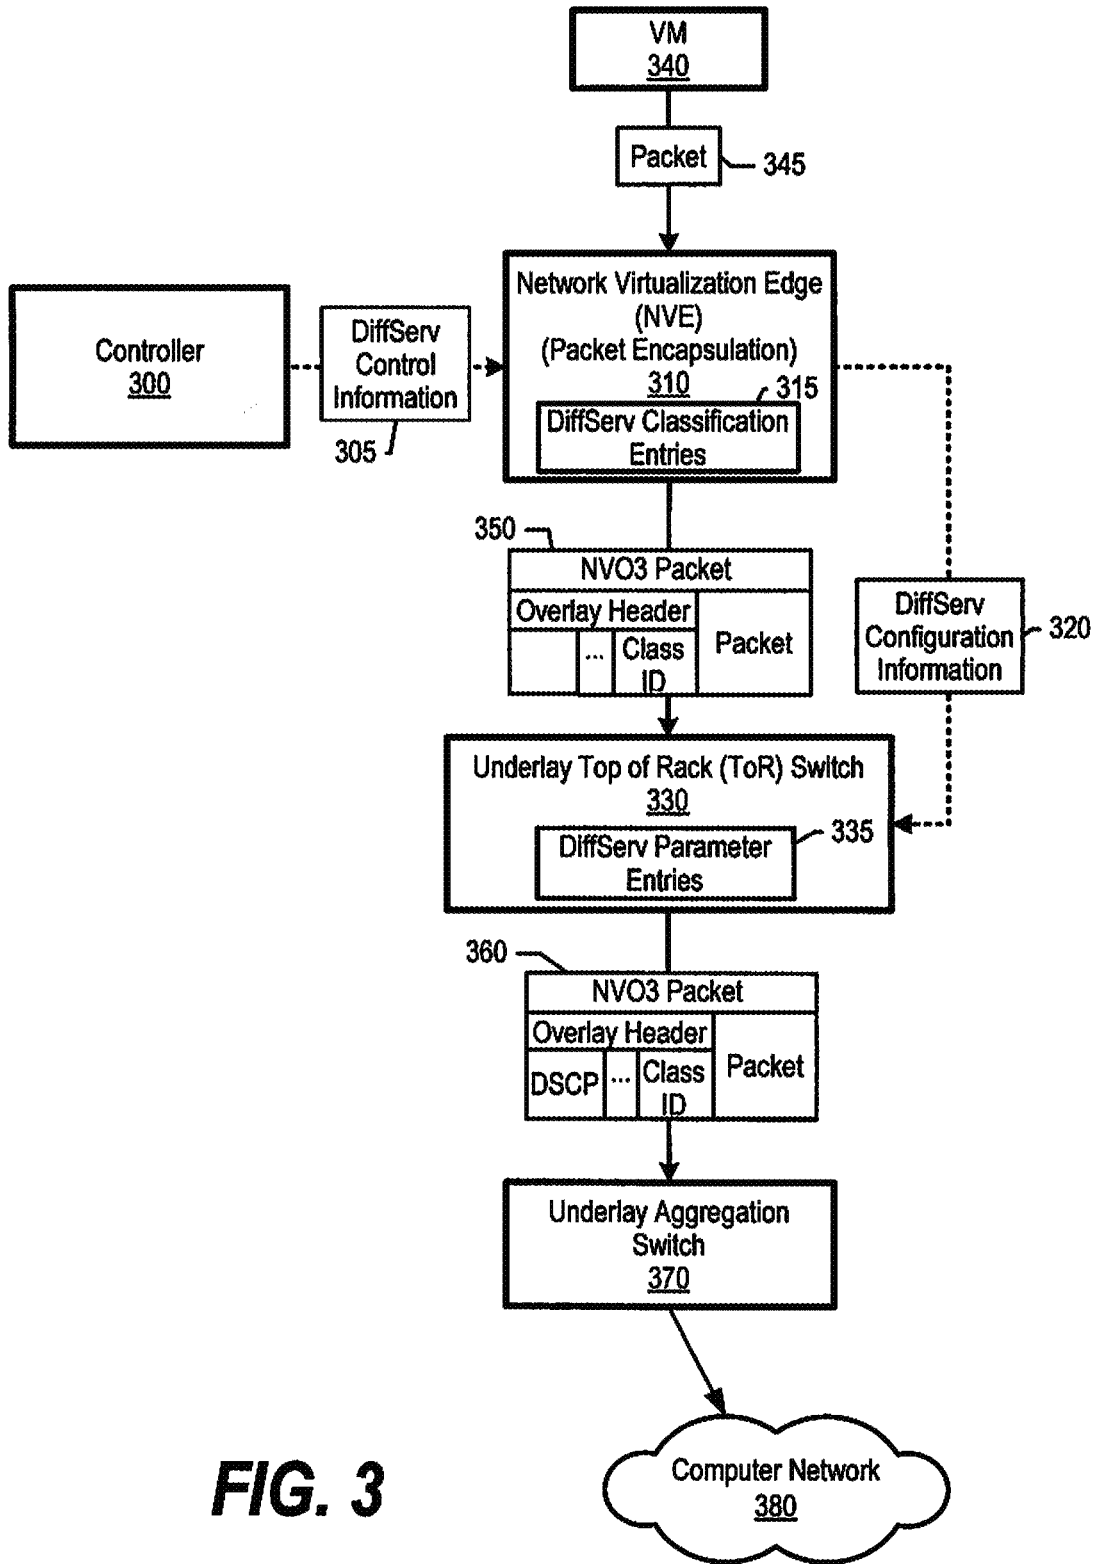 VM
340
Packet
345
Network Virtualization Edge
(NVE)
(Packet Encapsulation)
310
315
DiffServ Classification
Entries
Controller
300
DiffServ
Control
Information
305
350
NVO3 Packet
Overlay Header
... Class
ID
Packet
DiffServ
Configuration
Information
320
Underlay Top of Rack (ToR) Switch
330
335
DiffServ Parameter
Entries
360
NVO3 Packet
Overlay Header
DSCP ... Class
ID
Packet
Underlay Aggregation
Switch
370
Computer Network
380
FIG. 3